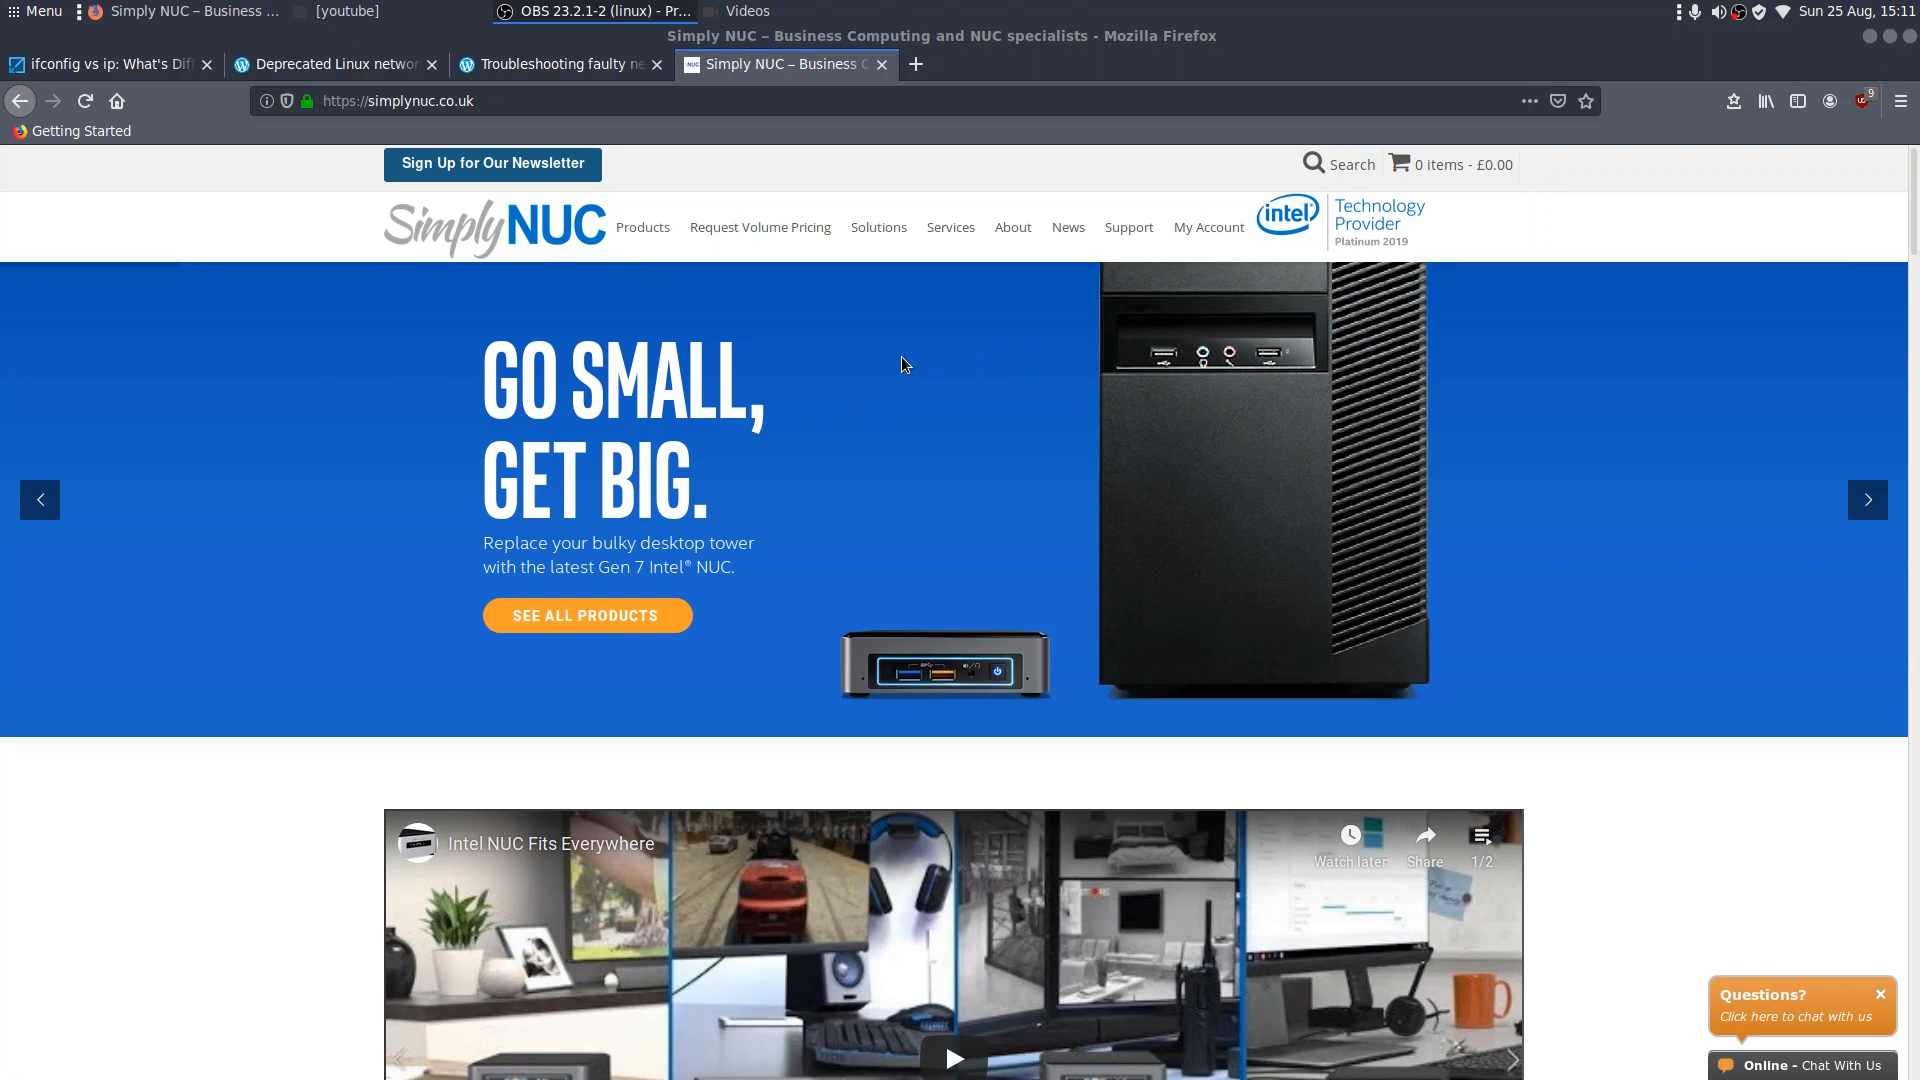 Menu
Simply NUC – Business ...
[youtube]
OBS 23.2.1-2 (linux) - Pr...
Videos
Sun 25 Aug, 15:11
Simply NUC – Business Computing and NUC specialists - Mozilla Firefox
ifconfig vs ip: What's Dif
Deprecated Linux networ
Troubleshooting faulty ne
Simply NUC – Business C
https://simplynuc.co.uk
9
Getting Started
Sign Up for Our Newsletter
Search
0 items - £0.00
SimplyNUC
Products
Request Volume Pricing
Solutions
Services
About
News
Support
My Account
intel
Technology
Provider
Platinum 2019
GO SMALL,
GET BIG.
Replace your bulky desktop tower
with the latest Gen 7 Intel® NUC.
SEE ALL PRODUCTS
Intel NUC Fits Everywhere
Watch later
Share
1/2
Questions?
Click here to chat with us
Online - Chat With Us